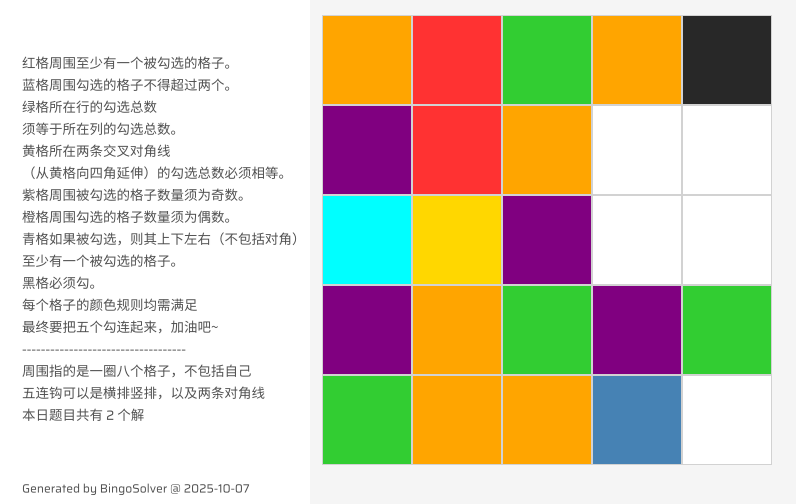 红格周围至少有一个被勾选的格子。
蓝格周围勾选的格子不得超过两个。
绿格所在行的勾选总数
须等于所在列的勾选总数。
黄格所在两条交叉对角线
（从黄格向四角延伸）的勾选总数必须相等。
紫格周围被勾选的格子数量须为奇数。
橙格周围勾选的格子数量须为偶数。
青格如果被勾选，则其上下左右（不包括对角）
至少有一个被勾选的格子。
黑格必须勾。
每个格子的颜色规则均需满足
最终要把五个勾连起来，加油吧~
----------------------------------
周围指的是一圈八个格子，不包括自己
五连钩可以是横排竖排，以及两条对角线
本日题目共有 2 个解
Generated by BingoSolver @ 2025-10-07